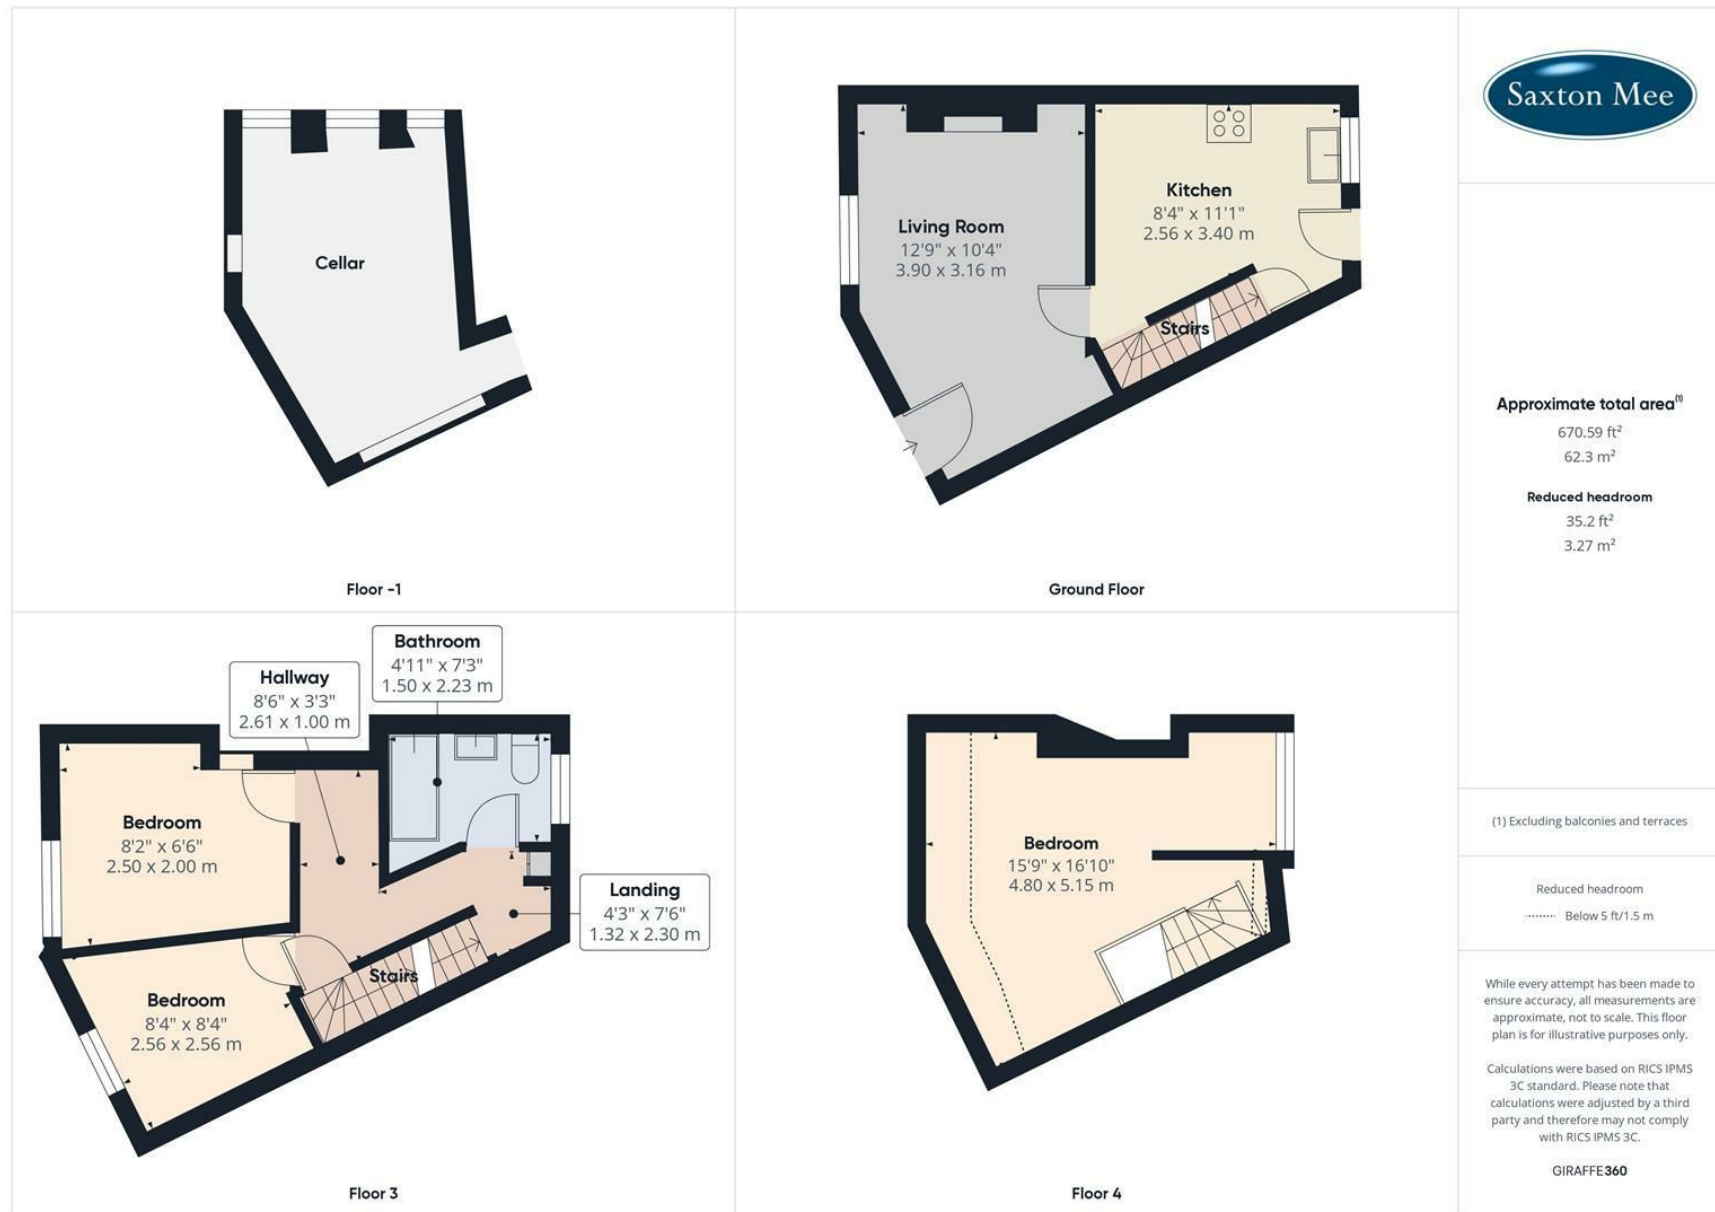 Cellar
Floor -1
Living Room
12'9" x 10'4"
3.90 x 3.16 m
Kitchen
8'4" x 11'1"
2.56 x 3.40 m
Stairs
Ground Floor
Bathroom
4'11" x 7'3"
1.50 x 2.23 m
Hallway
8'6" x 3'3"
2.61 x 1.00 m
Bedroom
8'2" x 6'6"
2.50 x 2.00 m
Landing
4'3" x 7'6"
1.32 x 2.30 m
Stairs
Bedroom
8'4" x 8'4"
2.56 x 2.56 m
Floor 3
Bedroom
15'9" x 16'10"
4.80 x 5.15 m
Floor 4
Saxton Mee
Approximate total area(1)
670.59 ft²
62.3 m²
Reduced headroom
35.2 ft²
3.27 m²
(1) Excluding balconies and terraces
Reduced headroom
Below 5 ft/1.5 m
While every attempt has been made to
ensure accuracy, all measurements are
approximate, not to scale. This floor
plan is for illustrative purposes only.
Calculations were based on RICS IPMS
3C standard. Please note that
calculations were adjusted by a third
party and therefore may not comply
with RICS IPMS 3C.
GIRAFFE360